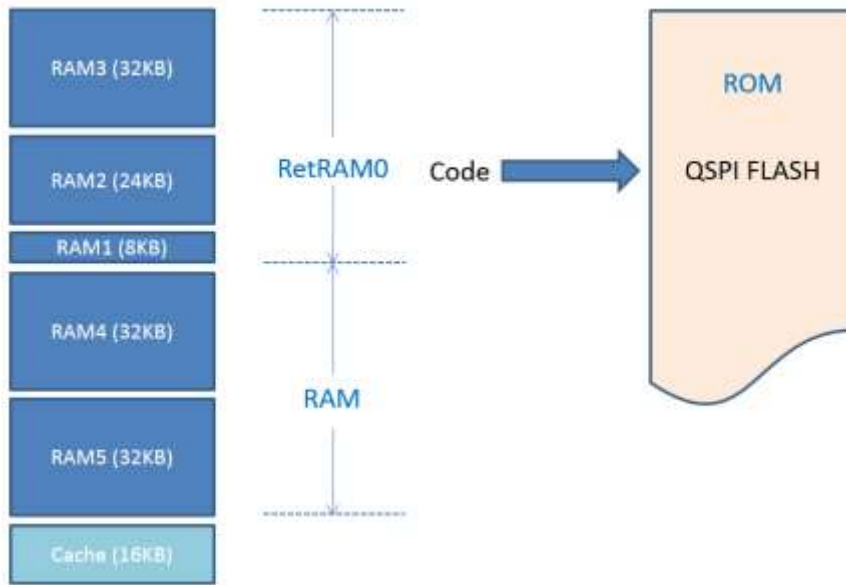 RAM3 (32KB)
RAM2 (24KB)
RAM1 (8KB)
RAM4 (32KB)
RAM5 (32KB)
Cache (16KB)
RetRAM0
RAM
Code
ROM
QSPI FLASH